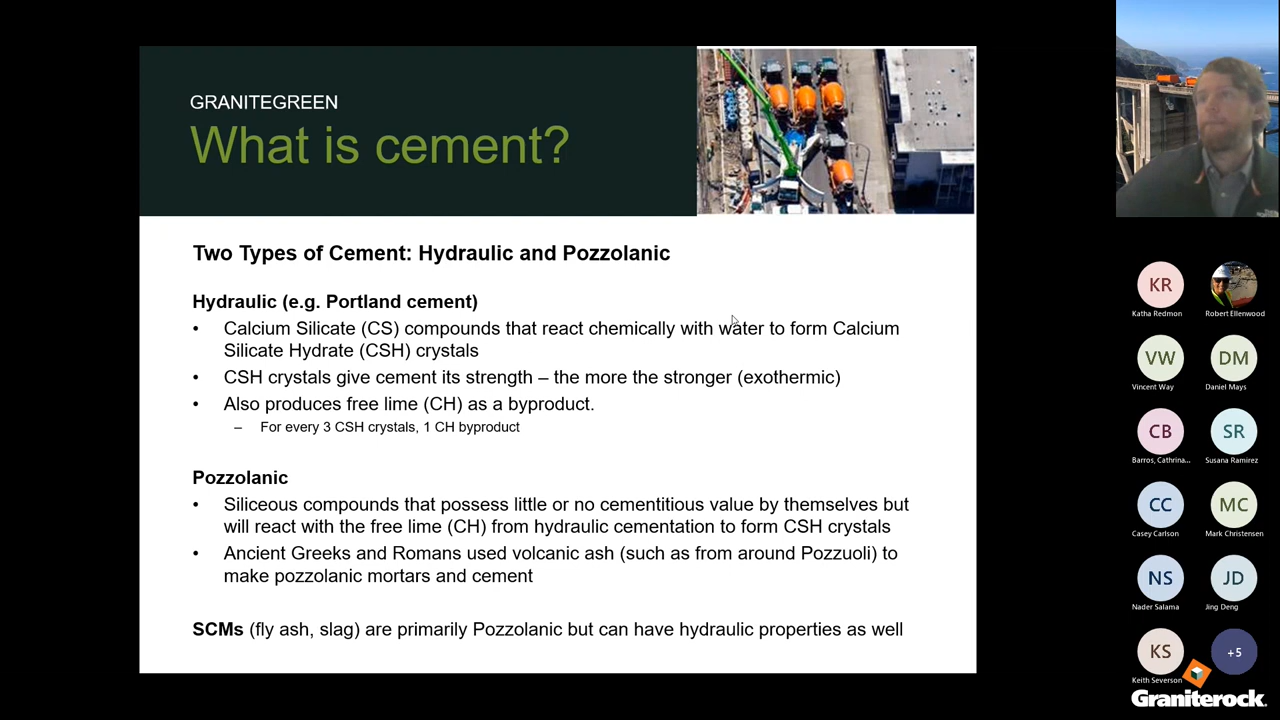 GRANITEGREEN
What is cement?
Two Types of Cement: Hydraulic and Pozzolanic
Hydraulic (e.g. Portland cement)
• Calcium Silicate (CS) compounds that react chemically with water to form Calcium
Silicate Hydrate (CSH) crystals
• CSH crystals give cement its strength – the more the stronger (exothermic)
• Also produces free lime (CH) as a byproduct.
– For every 3 CSH crystals, 1 CH byproduct
Pozzolanic
• Siliceous compounds that possess little or no cementitious value by themselves but
will react with the free lime (CH) from hydraulic cementation to form CSH crystals
• Ancient Greeks and Romans used volcanic ash (such as from around Pozzuoli) to
make pozzolanic mortars and cement
SCMs (fly ash, slag) are primarily Pozzolanic but can have hydraulic properties as well
KR
Katha Redmon
Robert Ellenwood
VW
DM
Vincent Way
Daniel Mays
CB
SR
Barros, Cathrina...
Susana Ramirez
CC
MC
Casey Carlson
Mark Christensen
NS
JD
Nader Salama
Jing Deng
KS
+5
Keith Severson
Graniterock